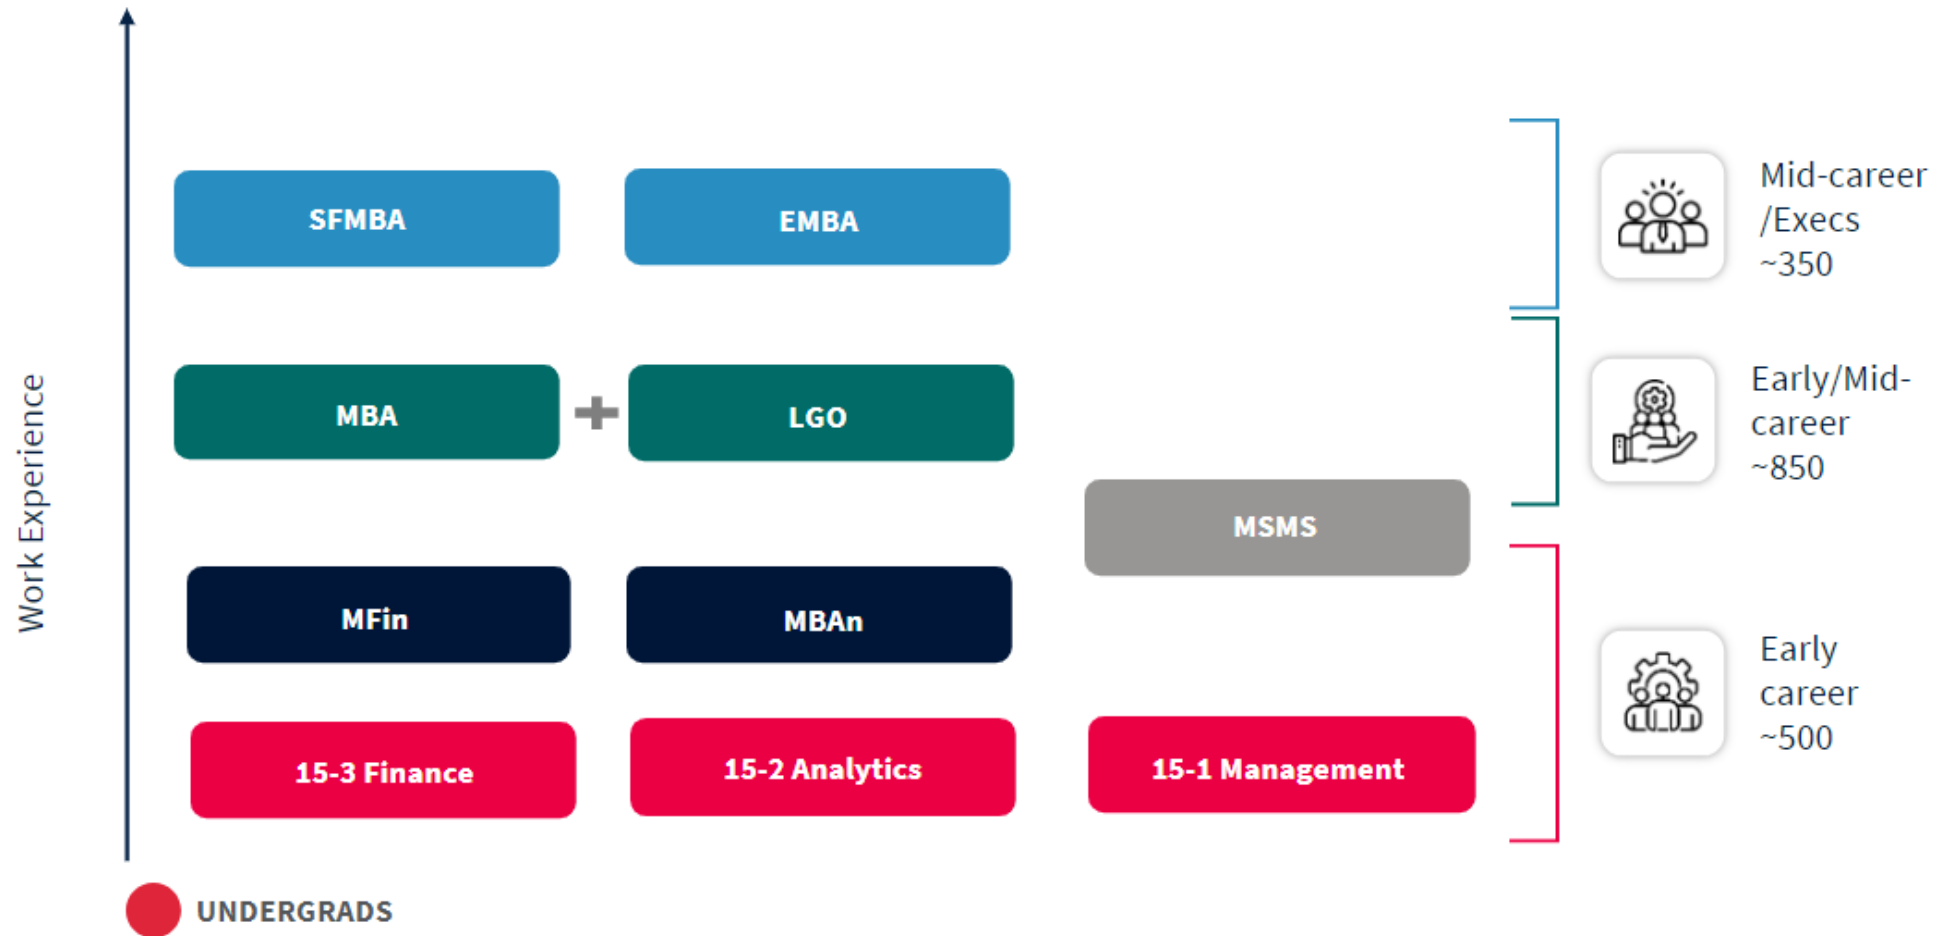 Work Experience
SFMBA
EMBA
Mid-career
/Execs
~350
MBA
LGO
Early/Mid-
career
~850
MSMS
MFin
MBAn
Early
career
~500
15-3 Finance
15-2 Analytics
15-1 Management
UNDERGRADS